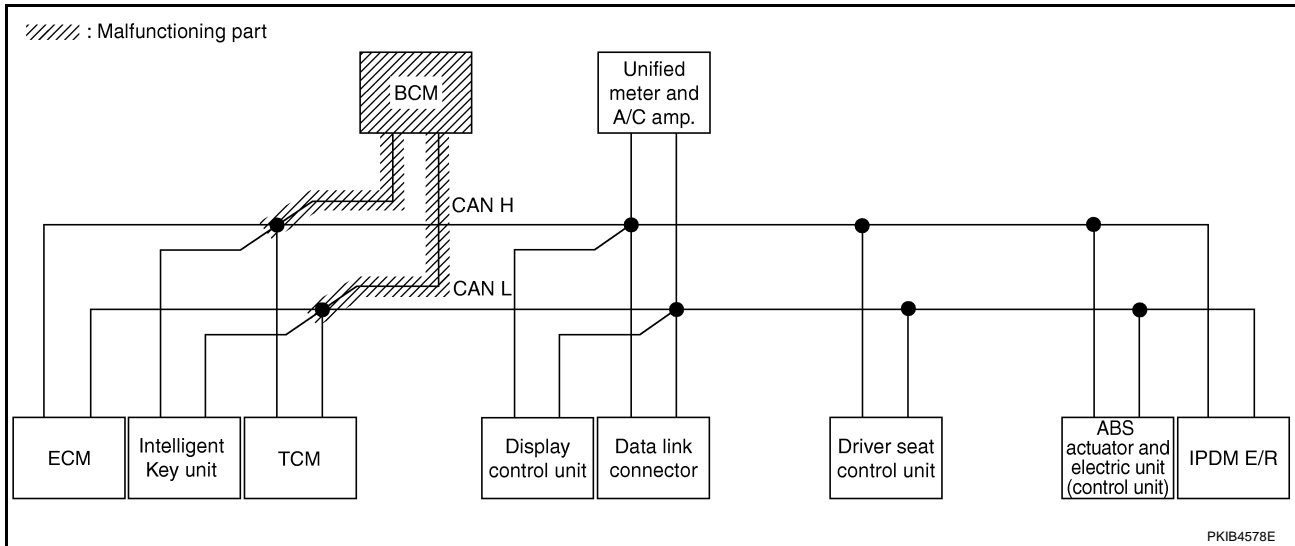 : Malfunctioning part
BCM
Unified
meter and
A/C amp.
CAN H
CAN L
ECM
Intelligent
Key unit
TCM
Display
control unit
Data link
connector
Driver seat
control unit
ABS
actuator and
electric unit
(control unit)
IPDM E/R
PKIB4578E